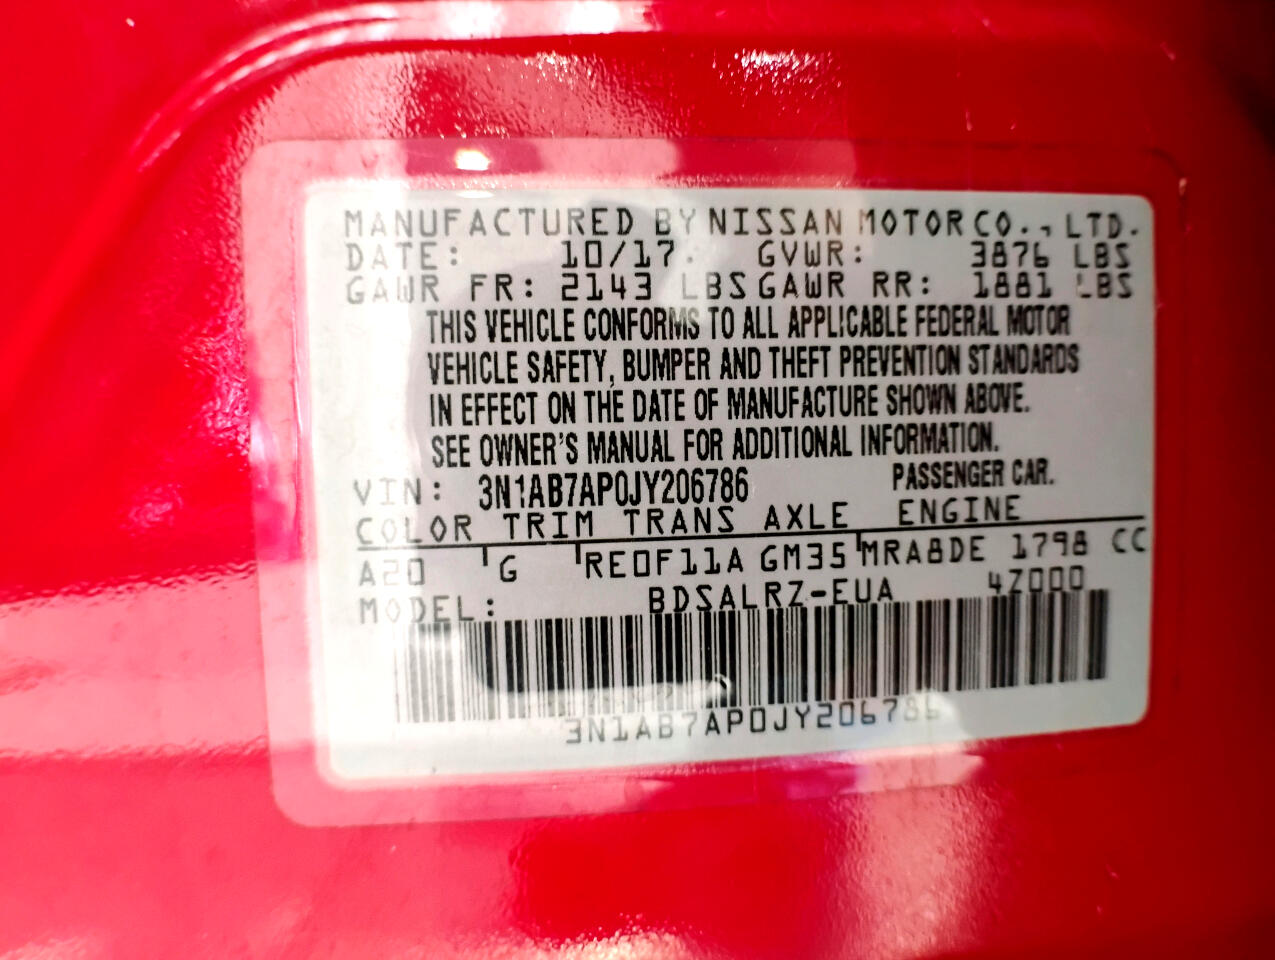 MANUFACTURED BY NISSAN MOTOR CO., LTD.
DATE: 10/17 GVWR: 3876 LBS
GAWR FR: 2143 LBS GAWR RR: 1881 LBS
THIS VEHICLE CONFORMS TO ALL APPLICABLE FEDERAL MOTOR
VEHICLE SAFETY, BUMPER AND THEFT PREVENTION STANDARDS
IN EFFECT ON THE DATE OF MANUFACTURE SHOWN ABOVE.
SEE OWNER'S MANUAL FOR ADDITIONAL INFORMATION.
VIN: 3N1AB7AP0JY206786 PASSENGER CAR.
COLOR TRIM TRANS AXLE ENGINE
A20 G RE0F11A GM35 MRA8DE 1798 CC
MODEL: BDSALRZ-EUA 4Z000
3N1AB7AP0JY206786